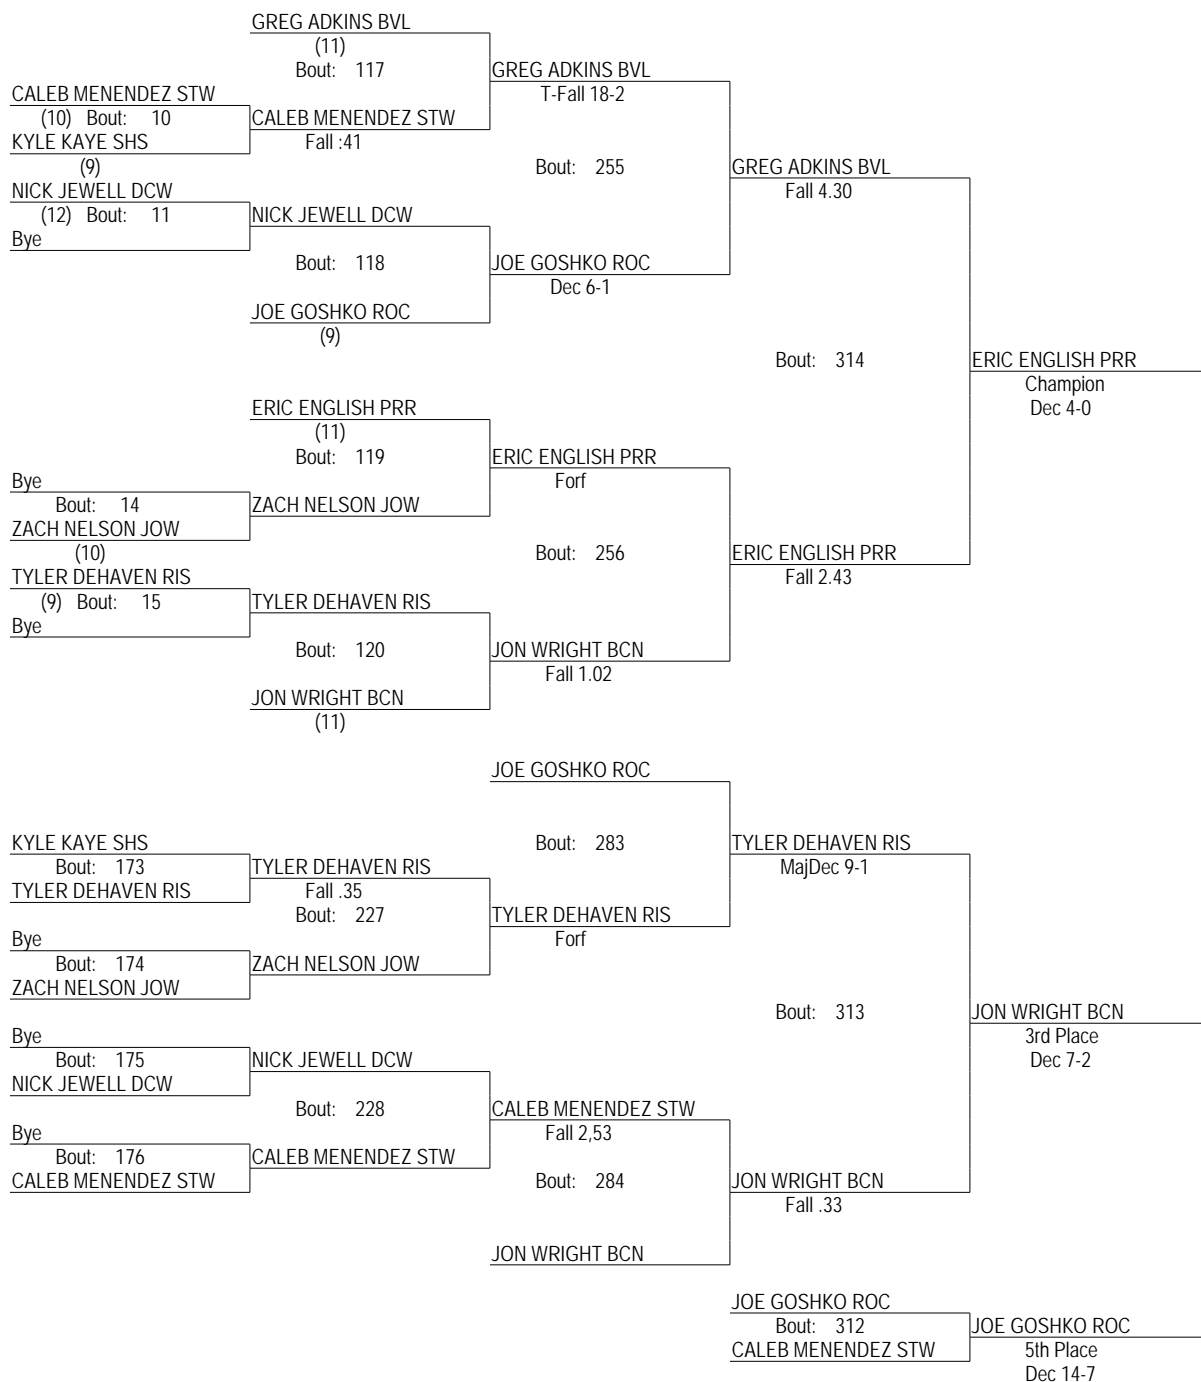 GREG ADKINS BVL
(11)
Bout: 117
GREG ADKINS BVL
T-Fall 18-2
CALEB MENENDEZ STW
(10) Bout: 10
CALEB MENENDEZ STW
Fall :41
KYLE KAYE SHS
(9)
Bout: 255
GREG ADKINS BVL
Fall 4.30
NICK JEWELL DCW
(12) Bout: 11
NICK JEWELL DCW
Bye
Bout: 118
JOE GOSHKO ROC
Dec 6-1
JOE GOSHKO ROC
(9)
Bout: 314
ERIC ENGLISH PRR
Champion
Dec 4-0
ERIC ENGLISH PRR
(11)
Bout: 119
ERIC ENGLISH PRR
Forf
Bye
Bout: 14
ZACH NELSON JOW
ZACH NELSON JOW
(10)
Bout: 256
ERIC ENGLISH PRR
Fall 2.43
TYLER DEHAVEN RIS
(9) Bout: 15
TYLER DEHAVEN RIS
Bye
Bout: 120
JON WRIGHT BCN
Fall 1.02
JON WRIGHT BCN
(11)
JOE GOSHKO ROC
Bout: 283
TYLER DEHAVEN RIS
MajDec 9-1
KYLE KAYE SHS
Bout: 173
TYLER DEHAVEN RIS
Fall .35
TYLER DEHAVEN RIS
Bout: 227
TYLER DEHAVEN RIS
Forf
Bye
Bout: 174
ZACH NELSON JOW
ZACH NELSON JOW
Bout: 313
JON WRIGHT BCN
3rd Place
Dec 7-2
Bye
Bout: 175
NICK JEWELL DCW
NICK JEWELL DCW
Bout: 228
CALEB MENENDEZ STW
Fall 2,53
Bye
Bout: 176
CALEB MENENDEZ STW
CALEB MENENDEZ STW
Bout: 284
JON WRIGHT BCN
Fall .33
JON WRIGHT BCN
JOE GOSHKO ROC
Bout: 312
JOE GOSHKO ROC
CALEB MENENDEZ STW
5th Place
Dec 14-7